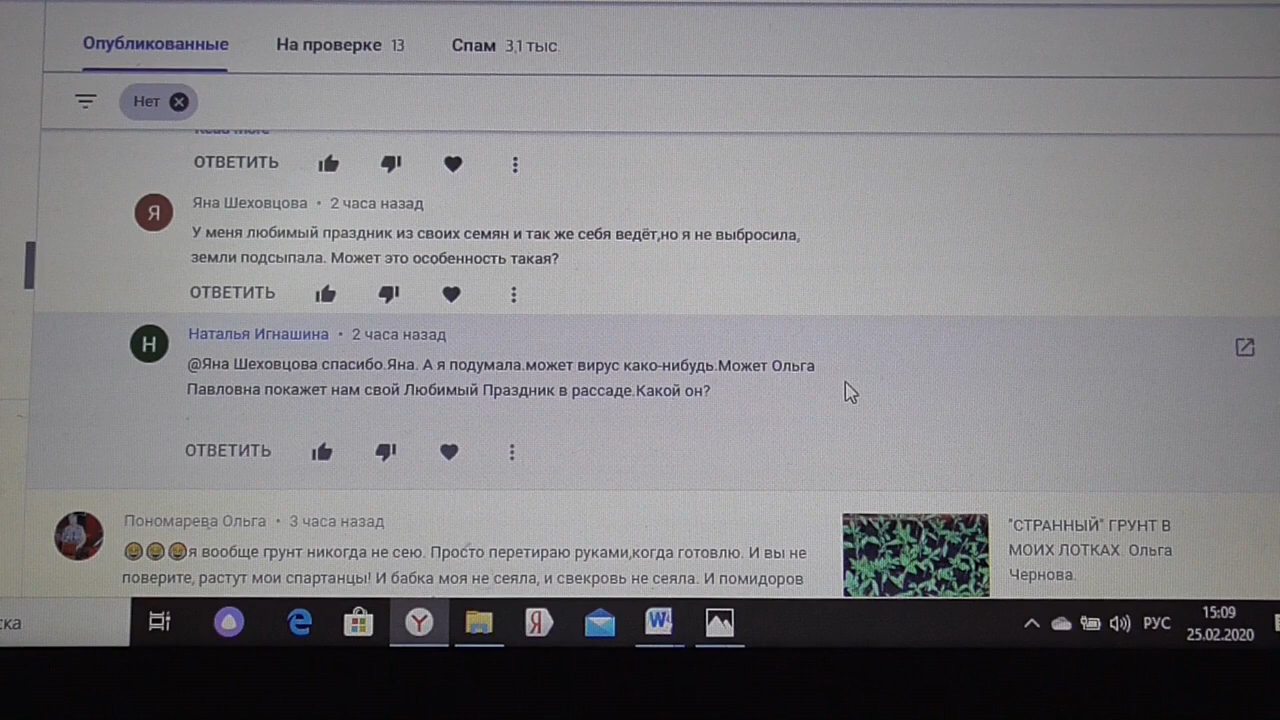 Опубликованные На проверке 13 Спам 3,1 тыс.
Нет
Read more
ОТВЕТИТЬ
Я Яна Шеховцова • 2 часа назад
У меня любимый праздник из своих семян и так же себя ведёт,но я не выбросила,
земли подсыпала. Может это особенность такая?
ОТВЕТИТЬ
Н Наталья Игнашина • 2 часа назад
@Яна Шеховцова спасибо.Яна. А я подумала.может вирус како-нибудь.Может Ольга
Павловна покажет нам свой Любимый Праздник в рассаде.Какой он?
ОТВЕТИТЬ
Пономарева Ольга • 3 часа назад
😂😂😂я вообще грунт никогда не сею. Просто перетираю руками,когда готовлю. И вы не
поверите, растут мои спартанцы! И бабка моя не сеяла, и свекровь не сеяла. И помидоров
"СТРАННЫЙ" ГРУНТ В
МОИХ ЛОТКАХ. Ольга
Чернова.
ска
Y
Я
W
РУС
15:09
25.02.2020